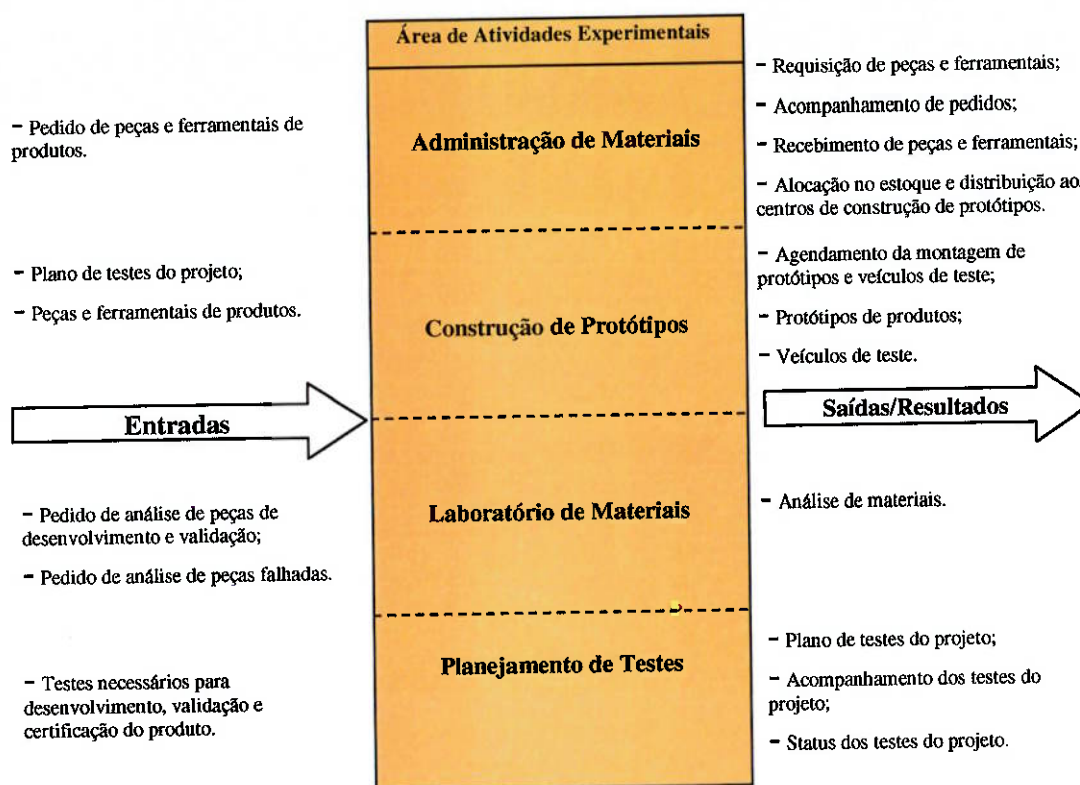 Área de Atividades Experimentais
- Pedido de peças e ferramentais de
produtos.
Administração de Materiais
- Requisição de peças e ferramentais;
- Acompanhamento de pedidos;
- Recebimento de peças e ferramentais;
- Alocação no estoque e distribuição aos
centros de construção de protótipos.
- Plano de testes do projeto;
- Peças e ferramentais de produtos.
Construção de Protótipos
- Agendamento da montagem de
protótipos e veículos de teste;
- Protótipos de produtos;
- Veículos de teste.
Entradas
Saídas/Resultados
- Pedido de análise de peças de
desenvolvimento e validação;
- Pedido de análise de peças falhadas.
Laboratório de Materiais
- Análise de materiais.
- Testes necessários para
desenvolvimento, validação e
certificação do produto.
Planejamento de Testes
- Plano de testes do projeto;
- Acompanhamento dos testes do
projeto;
- Status dos testes do projeto.